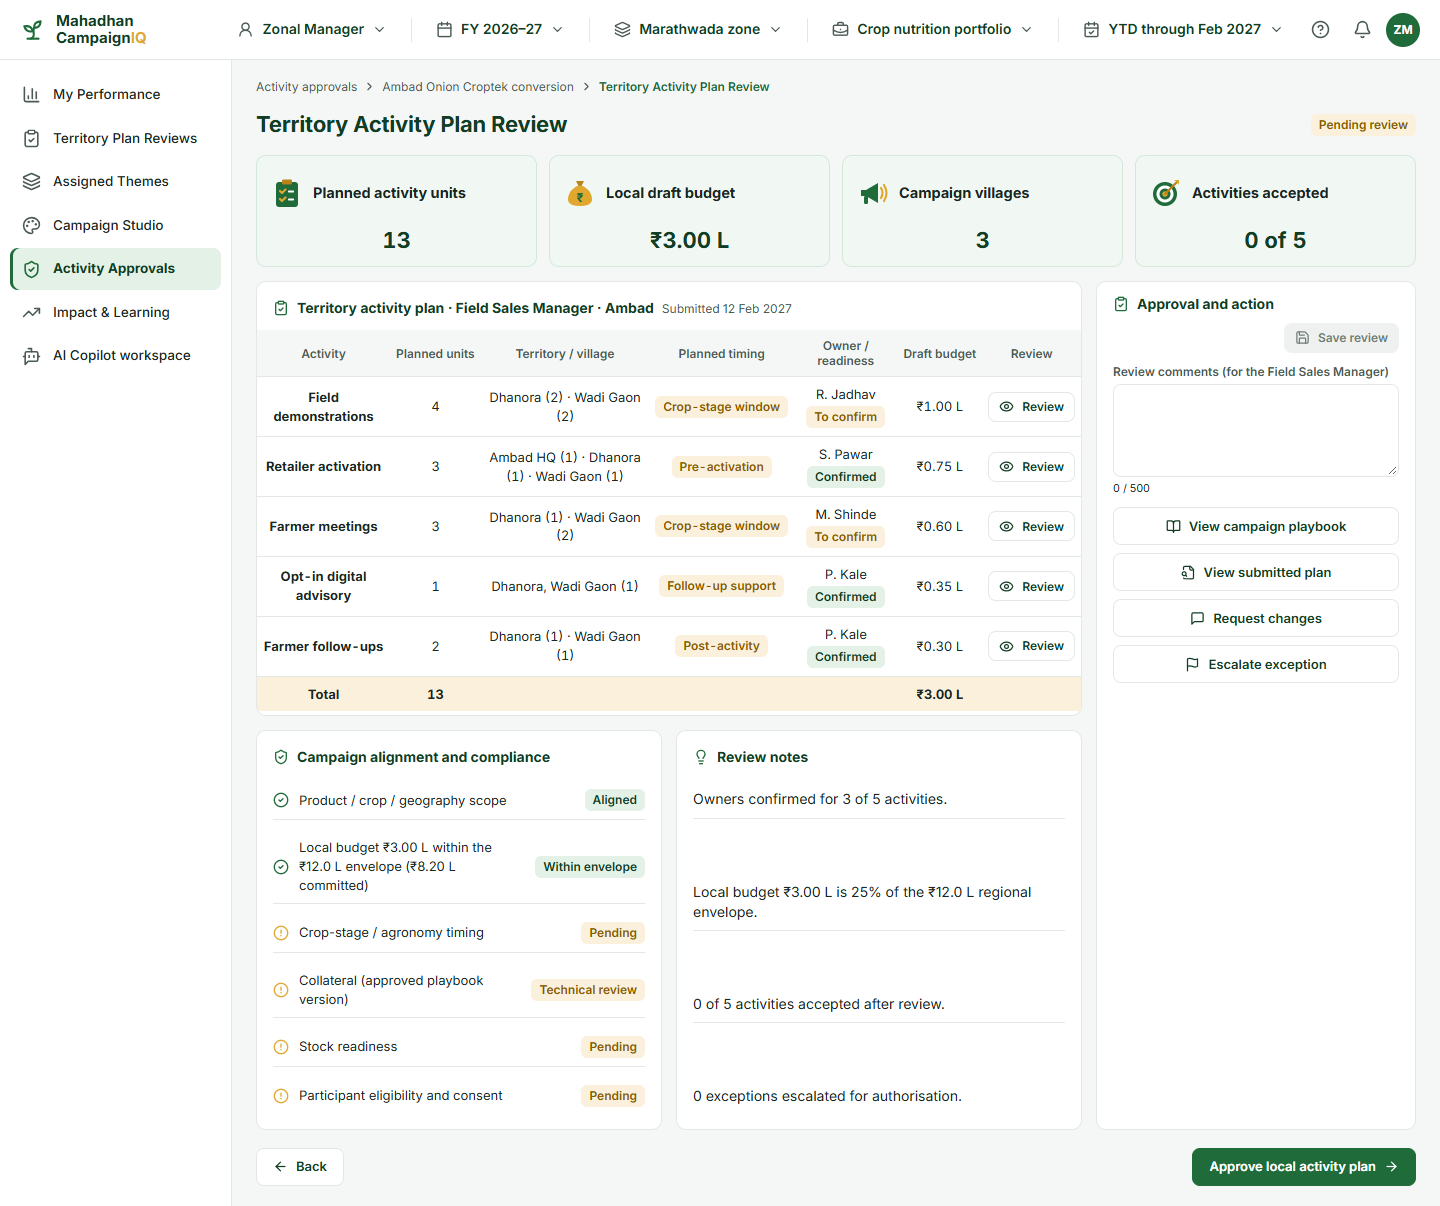 Mahadhan
CampaignIQ
Zonal Manager
FY 2026–27
Marathwada zone
Crop nutrition portfolio
YTD through Feb 2027
ZM
My Performance
Territory Plan Reviews
Assigned Themes
Campaign Studio
Activity Approvals
Impact & Learning
AI Copilot workspace
Activity approvals > Ambad Onion Croptek conversion > Territory Activity Plan Review
Territory Activity Plan Review
Pending review
Planned activity units
13
Local draft budget
₹3.00 L
Campaign villages
3
Activities accepted
0 of 5
Territory activity plan · Field Sales Manager · Ambad Submitted 12 Feb 2027
Activity Planned units Territory / village Planned timing Owner / readiness Draft budget Review
Field demonstrations 4 Dhanora (2) · Wadi Gaon (2) Crop-stage window R. Jadhav To confirm ₹1.00 L Review
Retailer activation 3 Ambad HQ (1) · Dhanora (1) · Wadi Gaon (1) Pre-activation S. Pawar Confirmed ₹0.75 L Review
Farmer meetings 3 Dhanora (1) · Wadi Gaon (2) Crop-stage window M. Shinde To confirm ₹0.60 L Review
Opt-in digital advisory 1 Dhanora, Wadi Gaon (1) Follow-up support P. Kale Confirmed ₹0.35 L Review
Farmer follow-ups 2 Dhanora (1) · Wadi Gaon (1) Post-activity P. Kale Confirmed ₹0.30 L Review
Total 13 ₹3.00 L
Approval and action
Save review
Review comments (for the Field Sales Manager)
0 / 500
View campaign playbook
View submitted plan
Request changes
Escalate exception
Campaign alignment and compliance
Product / crop / geography scope
Aligned
Local budget ₹3.00 L within the
₹12.0 L envelope (₹8.20 L
committed)
Within envelope
Crop-stage / agronomy timing
Pending
Collateral (approved playbook
version)
Technical review
Stock readiness
Pending
Participant eligibility and consent
Pending
Review notes
Owners confirmed for 3 of 5 activities.
Local budget ₹3.00 L is 25% of the ₹12.0 L regional
envelope.
0 of 5 activities accepted after review.
0 exceptions escalated for authorisation.
Back
Approve local activity plan